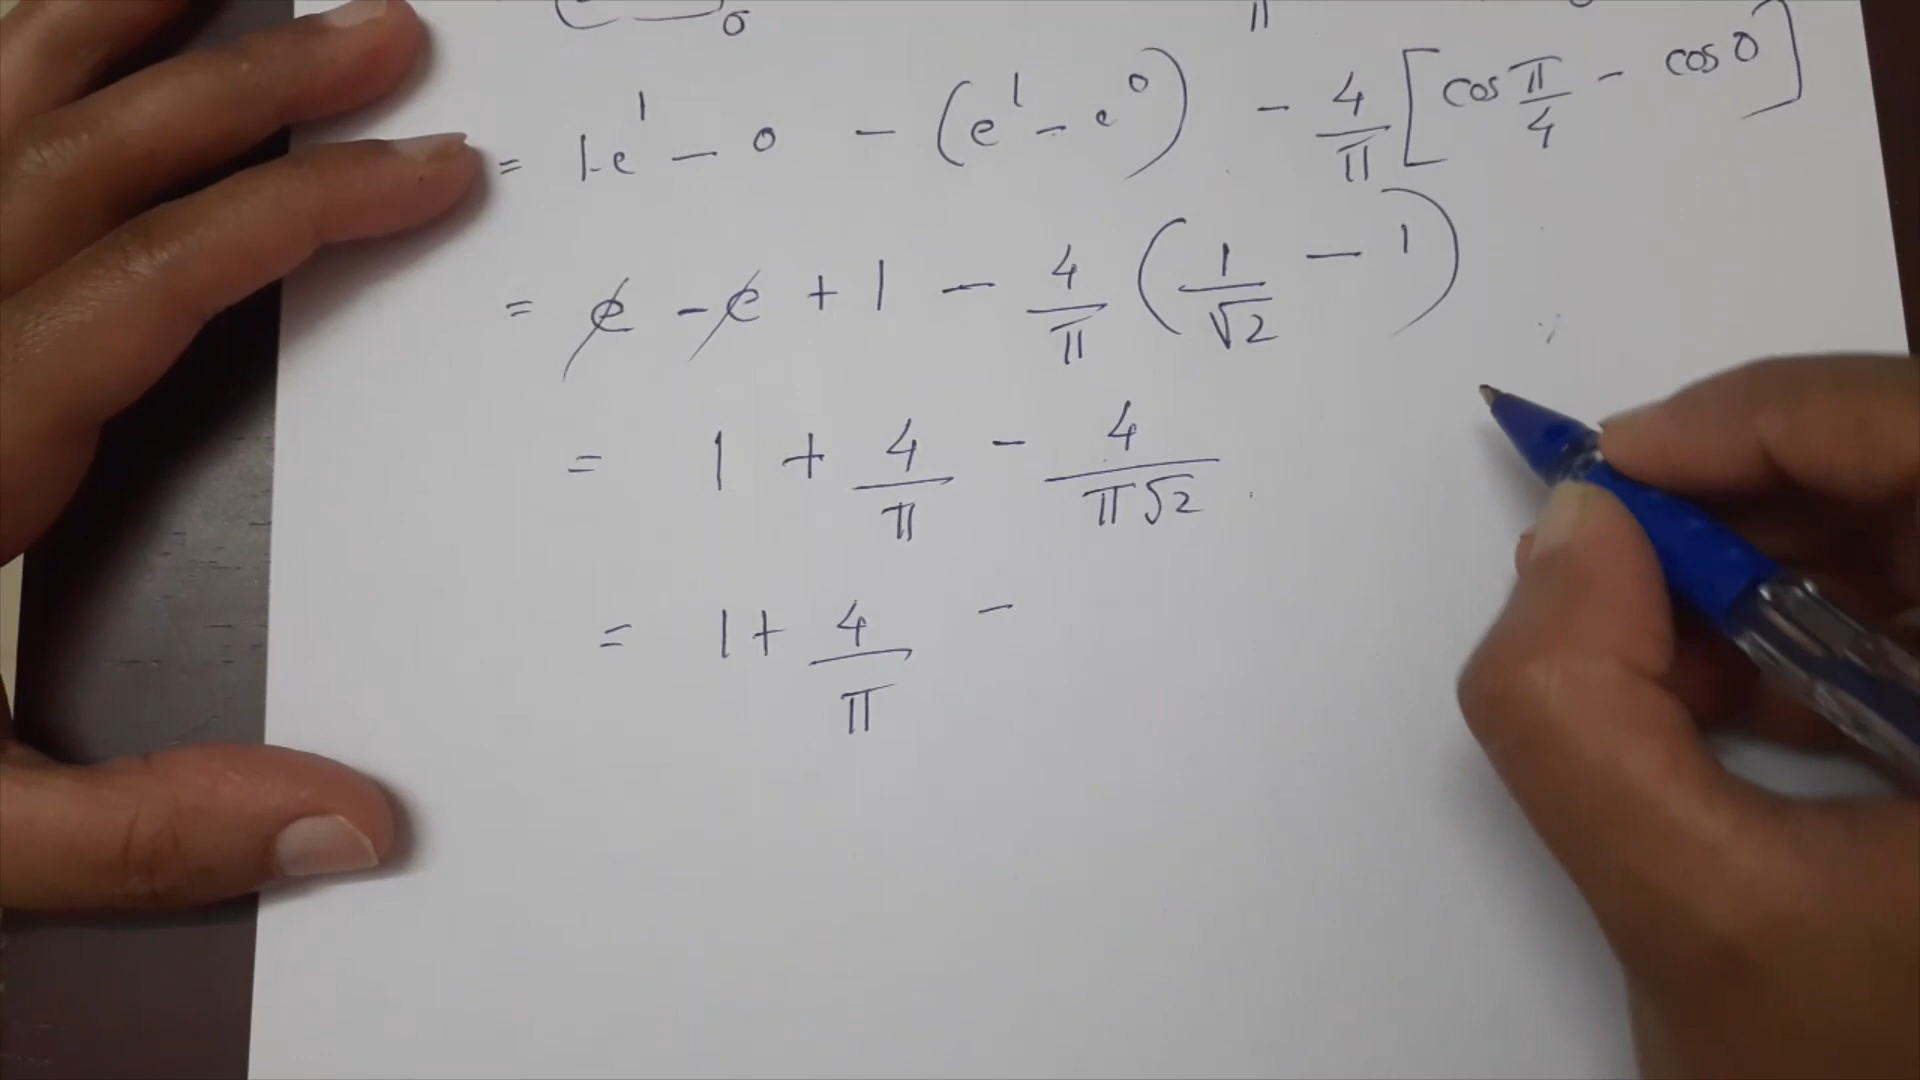 0 π
= 1·e¹ - 0 - (e¹ - e⁰) - 4/π [cos π/4 - cos 0]
= e - e + 1 - 4/π (1/√2 - 1)
= 1 + 4/π - 4/π√2
= 1 + 4/π -